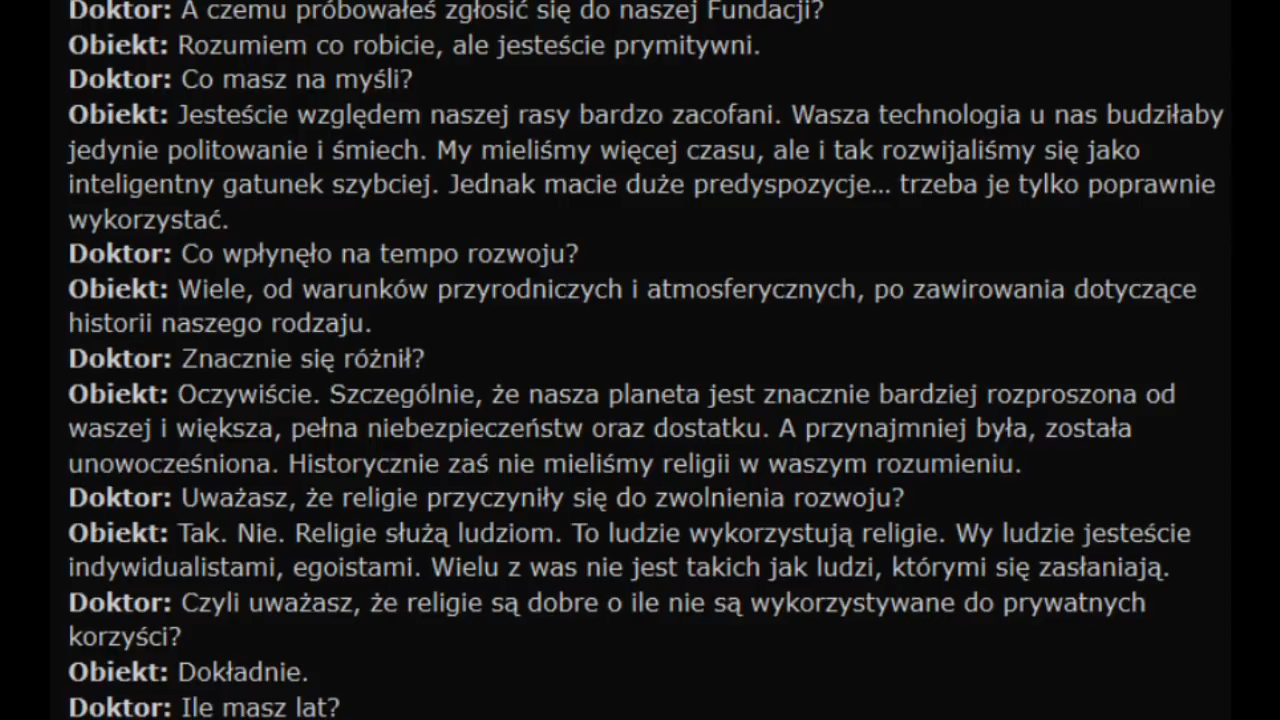 Doktor: A czemu próbowałeś zgłosić się do naszej Fundacji?
Obiekt: Rozumiem co robicie, ale jesteście prymitywni.
Doktor: Co masz na myśli?
Obiekt: Jesteście względem naszej rasy bardzo zacofani. Wasza technologia u nas budziłaby
jedynie politowanie i śmiech. My mieliśmy więcej czasu, ale i tak rozwijaliśmy się jako
inteligentny gatunek szybciej. Jednak macie duże predyspozycje... trzeba je tylko poprawnie
wykorzystać.
Doktor: Co wpłynęło na tempo rozwoju?
Obiekt: Wiele, od warunków przyrodniczych i atmosferycznych, po zawirowania dotyczące
historii naszego rodzaju.
Doktor: Znacznie się różnił?
Obiekt: Oczywiście. Szczególnie, że nasza planeta jest znacznie bardziej rozproszona od
waszej i większa, pełna niebezpieczeństw oraz dostatku. A przynajmniej była, została
unowocześniona. Historycznie zaś nie mieliśmy religii w waszym rozumieniu.
Doktor: Uważasz, że religie przyczyniły się do zwolnienia rozwoju?
Obiekt: Tak. Nie. Religie służą ludziom. To ludzie wykorzystują religie. Wy ludzie jesteście
indywidualistami, egoistami. Wielu z was nie jest takich jak ludzi, którymi się zasłaniają.
Doktor: Czyli uważasz, że religie są dobre o ile nie są wykorzystywane do prywatnych
korzyści?
Obiekt: Dokładnie.
Doktor: Ile masz lat?